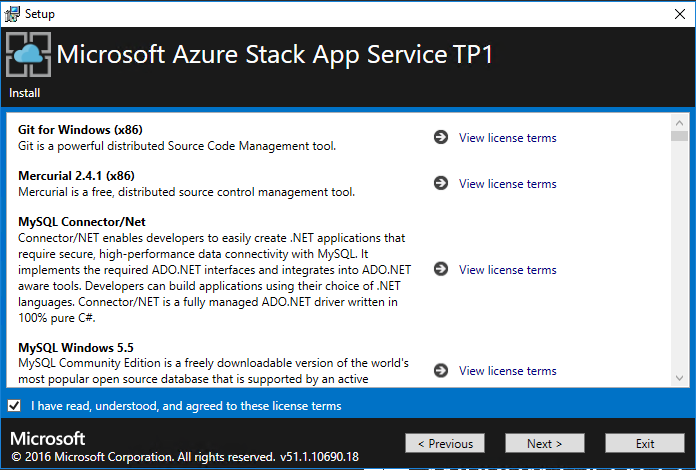 Setup
Microsoft Azure Stack App Service TP1
Install
Git for Windows (x86)
Git is a powerful distributed Source Code Management tool.
View license terms
Mercurial 2.4.1 (x86)
Mercurial is a free, distributed source control management tool.
View license terms
MySQL Connector/Net
Connector/NET enables developers to easily create .NET applications that
require secure, high-performance data connectivity with MySQL. It
implements the required ADO.NET interfaces and integrates into ADO.NET
aware tools. Developers can build applications using their choice of .NET
languages. Connector/NET is a fully managed ADO.NET driver written in
100% pure C#.
View license terms
MySQL Windows 5.5
MySQL Community Edition is a freely downloadable version of the world's
most popular open source database that is supported by an active
View license terms
I have read, understood, and agreed to these license terms
Microsoft
© 2016 Microsoft Corporation. All rights reserved. v51.1.10690.18
< Previous
Next >
Exit